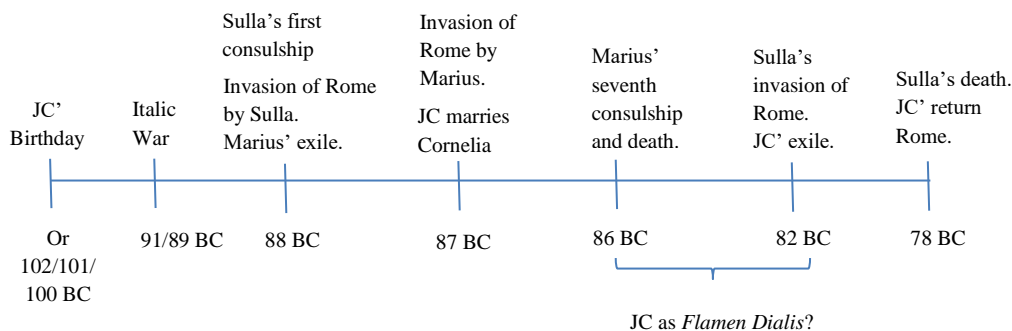 JC'
Birthday
Italic
War
Sulla's first
consulship
Invasion of Rome
by Sulla.
Marius' exile.
Invasion of
Rome by
Marius.
JC marries
Cornelia
Marius'
seventh
consulship
and death.
Sulla's
invasion of
Rome.
JC' exile.
Sulla's death.
JC' return
Rome.
Or
102/101/
100 BC
91/89 BC
88 BC
87 BC
86 BC
82 BC
78 BC
JC as Flamen Dialis?